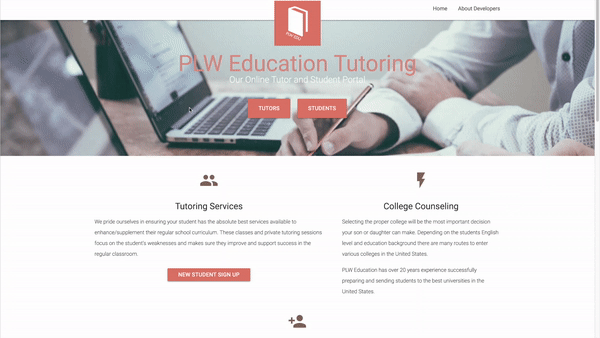 Home About Developers
PLW EDU
PLW Education Tutoring
Our Online Tutor and Student Portal
TUTORS STUDENTS
Tutoring Services
We pride ourselves in ensuring your student has the absolute best services available to
enhance/supplement their regular school curriculum. These classes and private tutoring sessions
focus on the student's weaknesses and makes sure they improve and support success in the
regular classroom.
NEW STUDENT SIGN UP
College Counseling
Selecting the proper college will be the most important decision
your son or daughter can make. Depending on the students English
level and education background there are many routes to enter
various colleges in the United States.
PLW Education has over 20 years experience successfully
preparing and sending students to the best universities in the
United States.